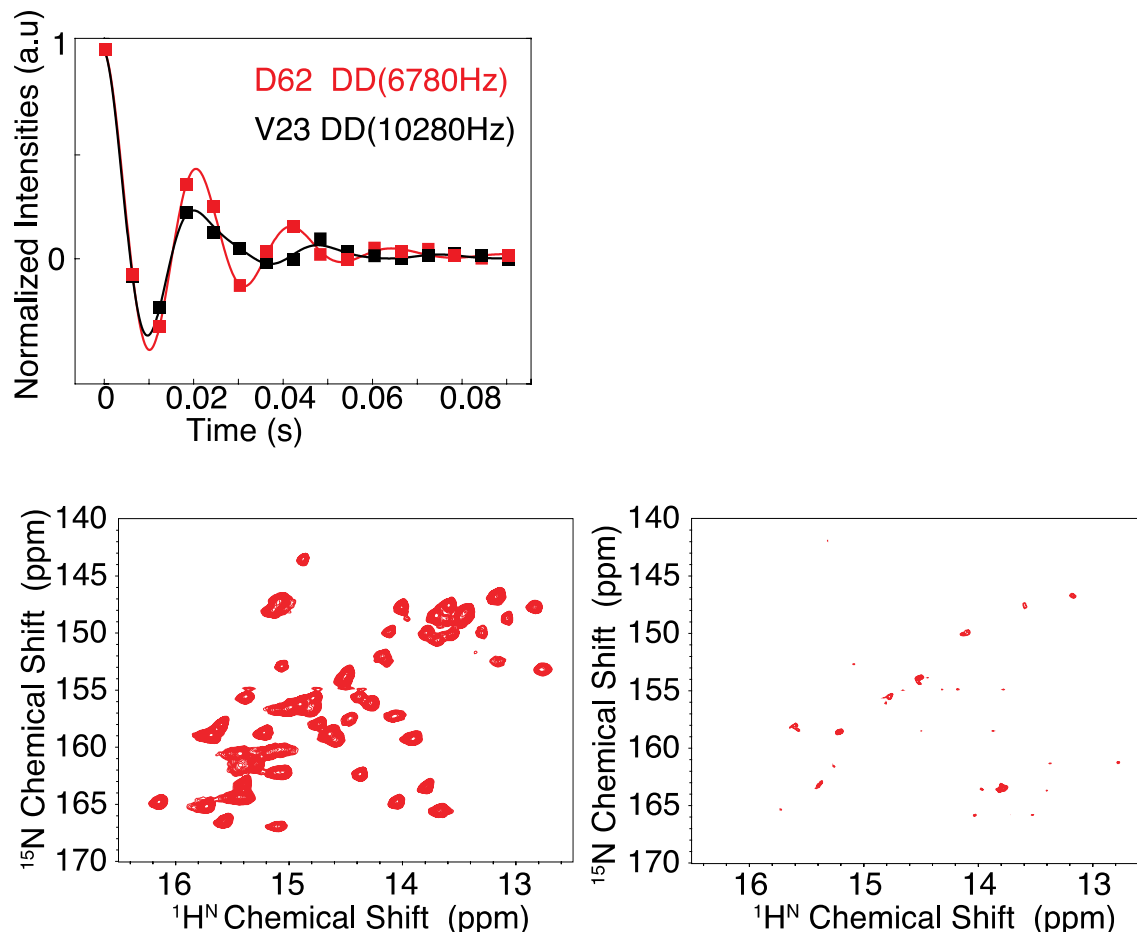 Normalized Intensities (a.u)
1
0
D62 DD(6780Hz)
V23 DD(10280Hz)
0 0.02 0.04 0.06 0.08
Time (s)
15N Chemical Shift (ppm)
140
145
150
155
160
165
170
16 15 14 13
1HN Chemical Shift (ppm)
15N Chemical Shift (ppm)
140
145
150
155
160
165
170
16 15 14 13
1HN Chemical Shift (ppm)